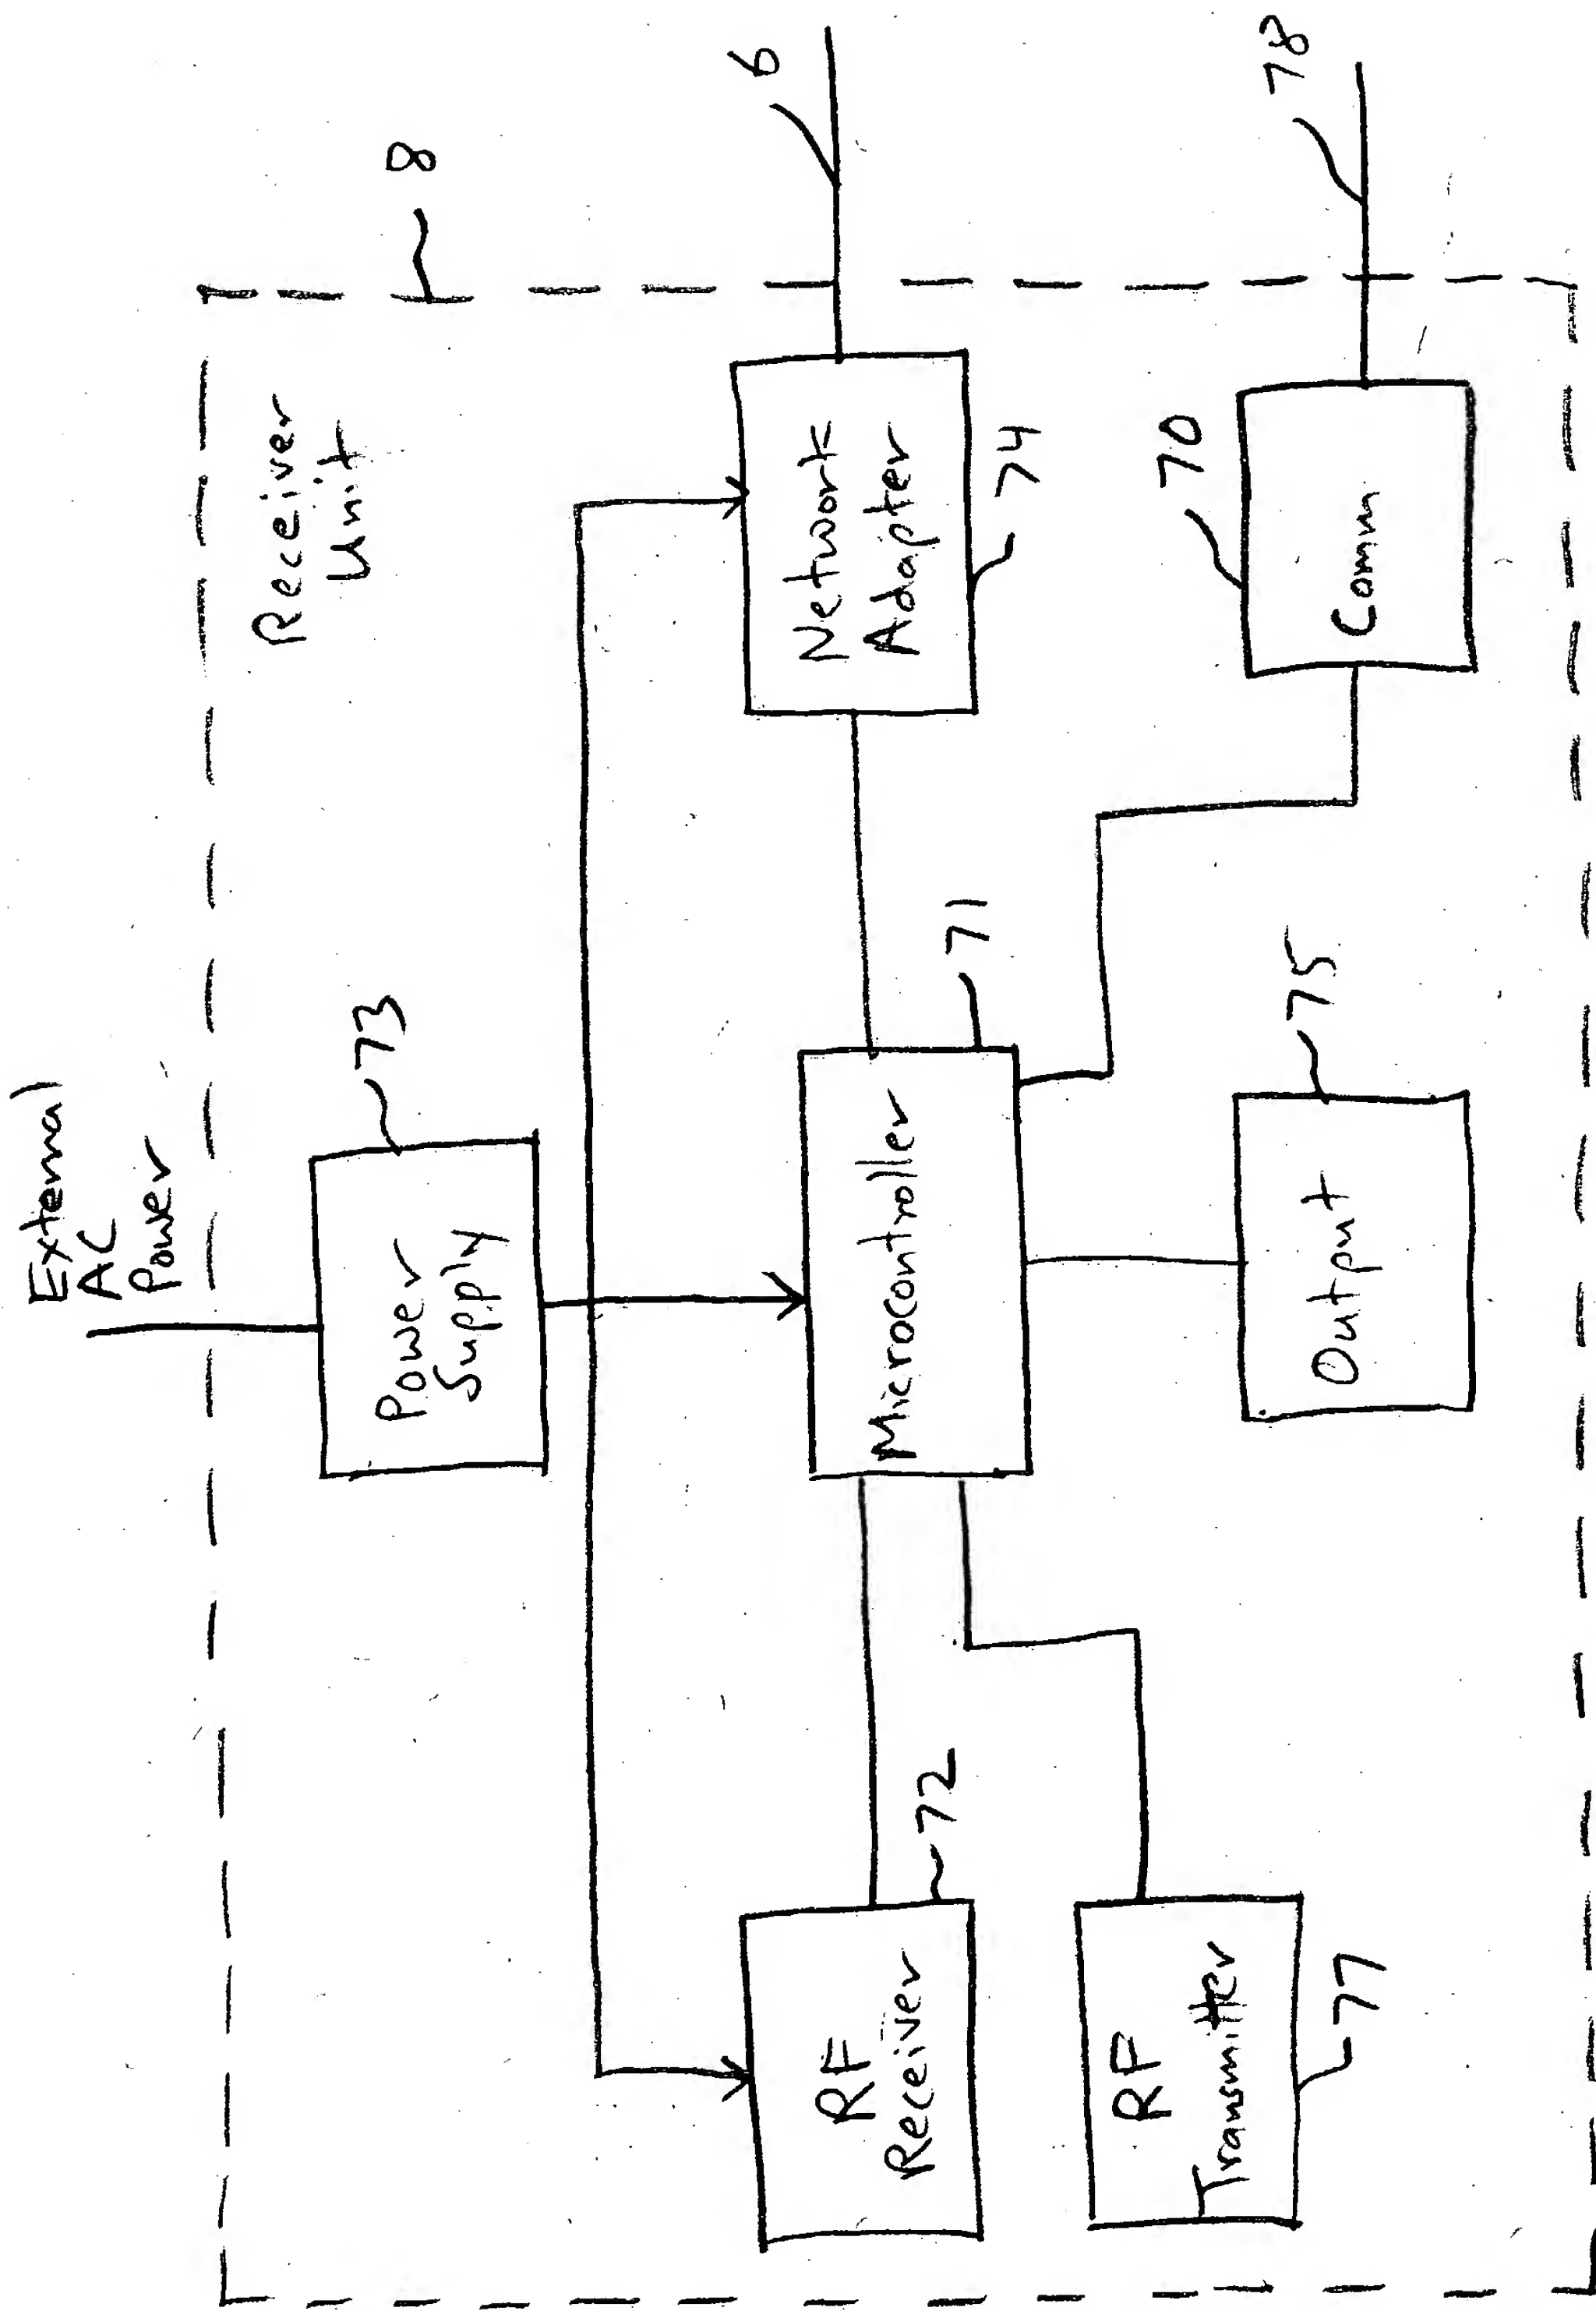 External
AC
Power
73
Power
Supply
Receiver
Unit
8
RF
Receiver
72
Microcontroller
71
Network
Adapter
74
6
RF
Transmitter
77
Output
75
Comm
70
78